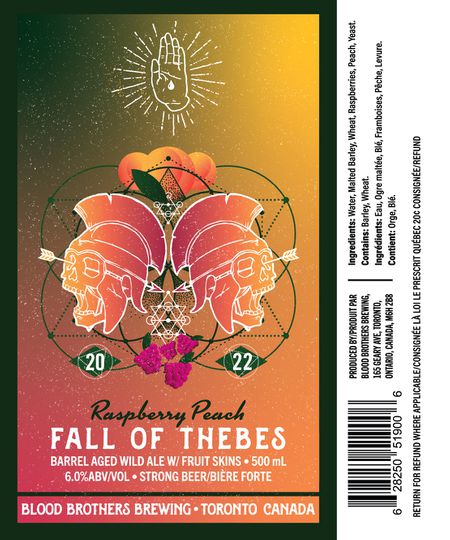 20 22
Raspberry Peach
FALL OF THEBES
BARREL AGED WILD ALE W/ FRUIT SKINS • 500 mL
6.0%ABV/VOL • STRONG BEER/BIÈRE FORTE
BLOOD BROTHERS BREWING • TORONTO CANADA
Ingredients: Water, Malted Barley, Wheat, Raspberries, Peach, Yeast.
Contains: Barley, Wheat.
Ingrédients: Eau, Ogre maltée, Blé, Framboises, Pêche, Levure.
Contient: Orge, Blé.
PRODUCED BY/PRODUIT PAR
BLOOD BROTHERS BREWING,
165 GEARY AVE, TORONTO,
ONTARIO, CANADA, M6H 2B8
RETURN FOR REFUND WHERE APPLICABLE/CONSIGNÉE LÀ LOI LE PRESCRIT QUÉBEC 20¢ CONSIGNÉE/REFUND
6 28250 51900 6